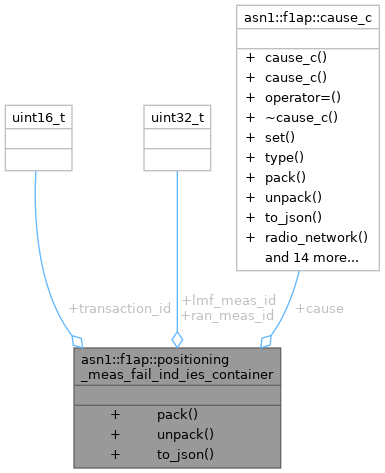 asn1::f1ap::cause_c
+ cause_c()
+ cause_c()
+ operator=()
+ ~cause_c()
+ set()
+ type()
+ pack()
+ unpack()
+ to_json()
+ radio_network()
and 14 more...
uint16_t
uint32_t
+transaction_id
+lmf_meas_id
+ran_meas_id
+cause
asn1::f1ap::positioning
_meas_fail_ind_ies_container
+ pack()
+ unpack()
+ to_json()